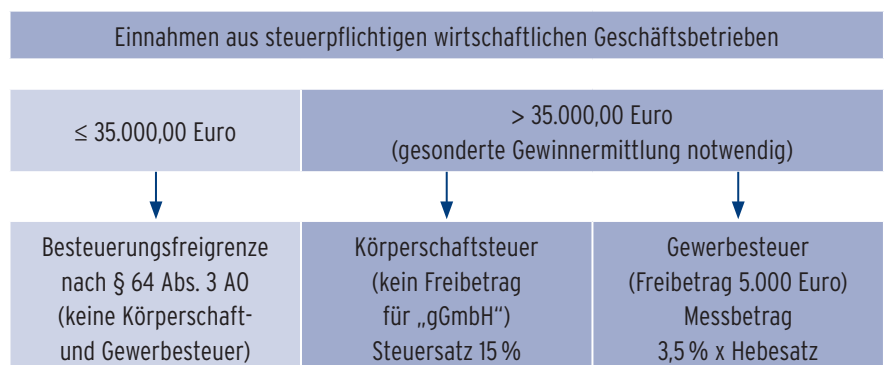 Einnahmen aus steuerpflichtigen wirtschaftlichen Geschäftsbetrieben
≤ 35.000,00 Euro
> 35.000,00 Euro
(gesonderte Gewinnermittlung notwendig)
Besteuerungsfreigrenze
nach § 64 Abs. 3 AO
(keine Körperschaft-
und Gewerbesteuer)
Körperschaftsteuer
(kein Freibetrag
für „gGmbH“)
Steuersatz 15 %
Gewerbesteuer
(Freibetrag 5.000 Euro)
Messbetrag
3,5 % x Hebesatz